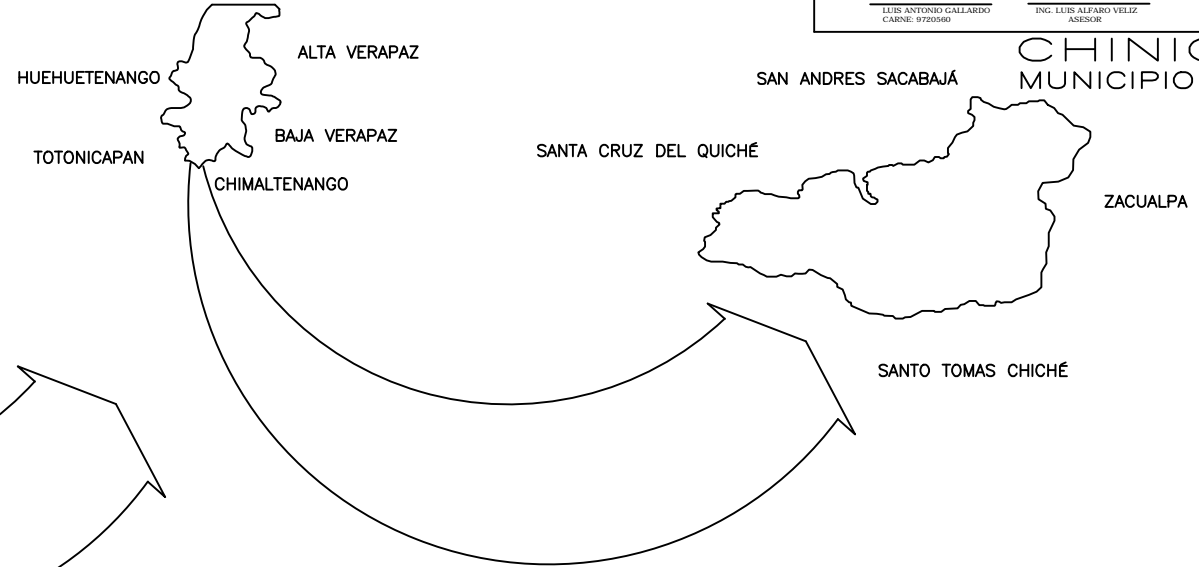 LUIS ANTONIO GALLARDO
CARNE: 9720560
ING. LUIS ALFARO VELIZ
ASESOR
MUNICIPIO
ALTA VERAPAZ
HUEHUETENANGO
SAN ANDRES SACABAJÁ
BAJA VERAPAZ
SANTA CRUZ DEL QUICHÉ
TOTONICAPAN
CHIMALTENANGO
ZACUALPA
SANTO TOMAS CHICHÉ